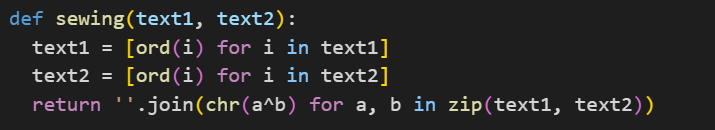 def sewing(text1, text2):
  text1 = [ord(i) for i in text1]
  text2 = [ord(i) for i in text2]
  return ''.join(chr(a^b) for a, b in zip(text1, text2))